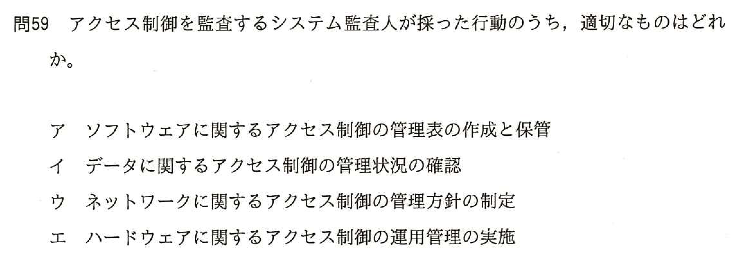 問59 アクセス制御を監査するシステム監査人が採った行動のうち，適切なものはどれ
か。
ア ソフトウェアに関するアクセス制御の管理表の作成と保管
イ データに関するアクセス制御の管理状況の確認
ウ ネットワークに関するアクセス制御の管理方針の制定
エ ハードウェアに関するアクセス制御の運用管理の実施